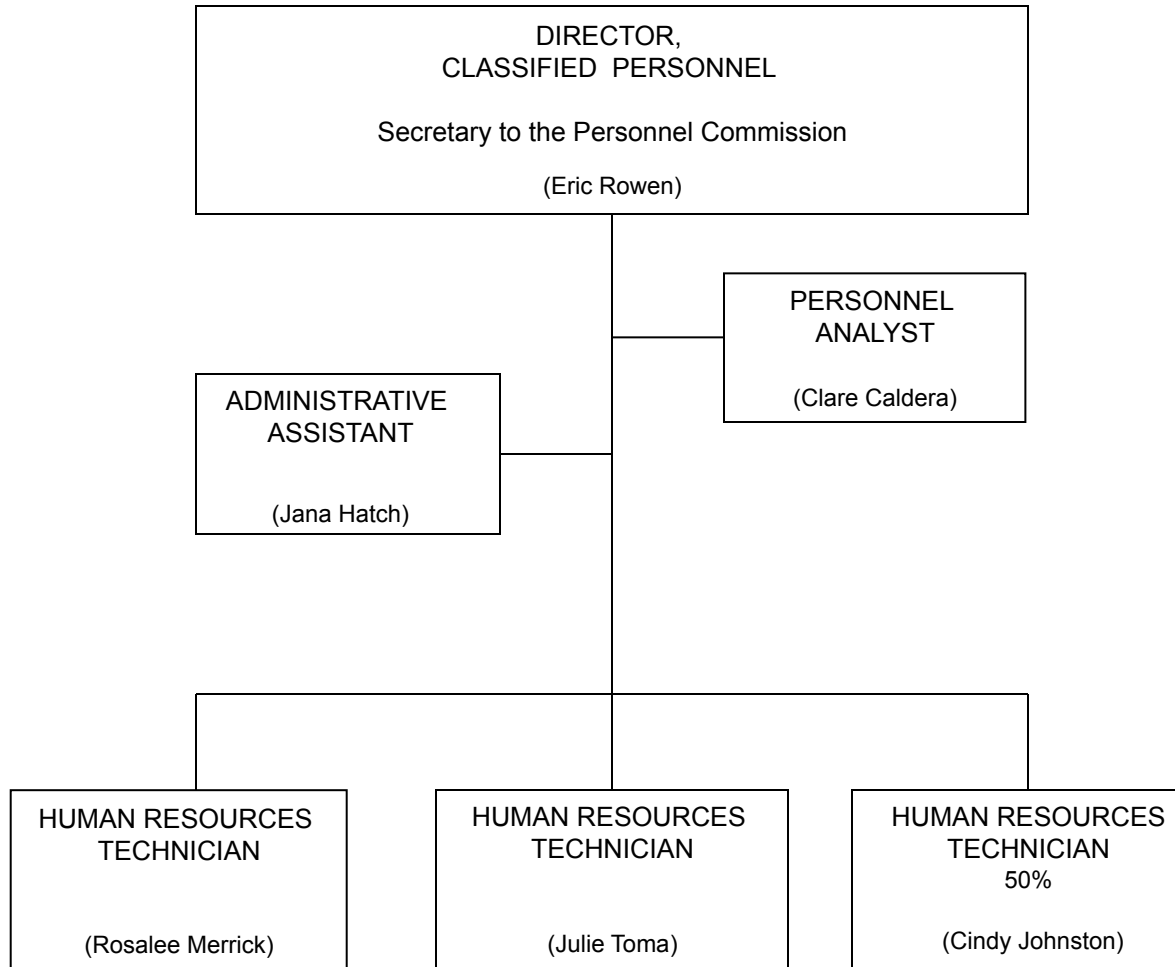 DIRECTOR,
CLASSIFIED PERSONNEL
Secretary to the Personnel Commission
(Eric Rowen)
PERSONNEL
ANALYST
(Clare Caldera)
ADMINISTRATIVE
ASSISTANT
(Jana Hatch)
HUMAN RESOURCES
TECHNICIAN
(Rosalee Merrick)
HUMAN RESOURCES
TECHNICIAN
(Julie Toma)
HUMAN RESOURCES
TECHNICIAN
50%
(Cindy Johnston)